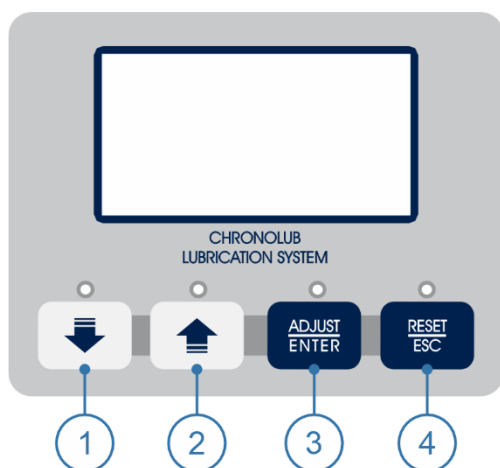 CHRONOLUB
LUBRICATION SYSTEM
ADJUST
ENTER
RESET
ESC
1
2
3
4